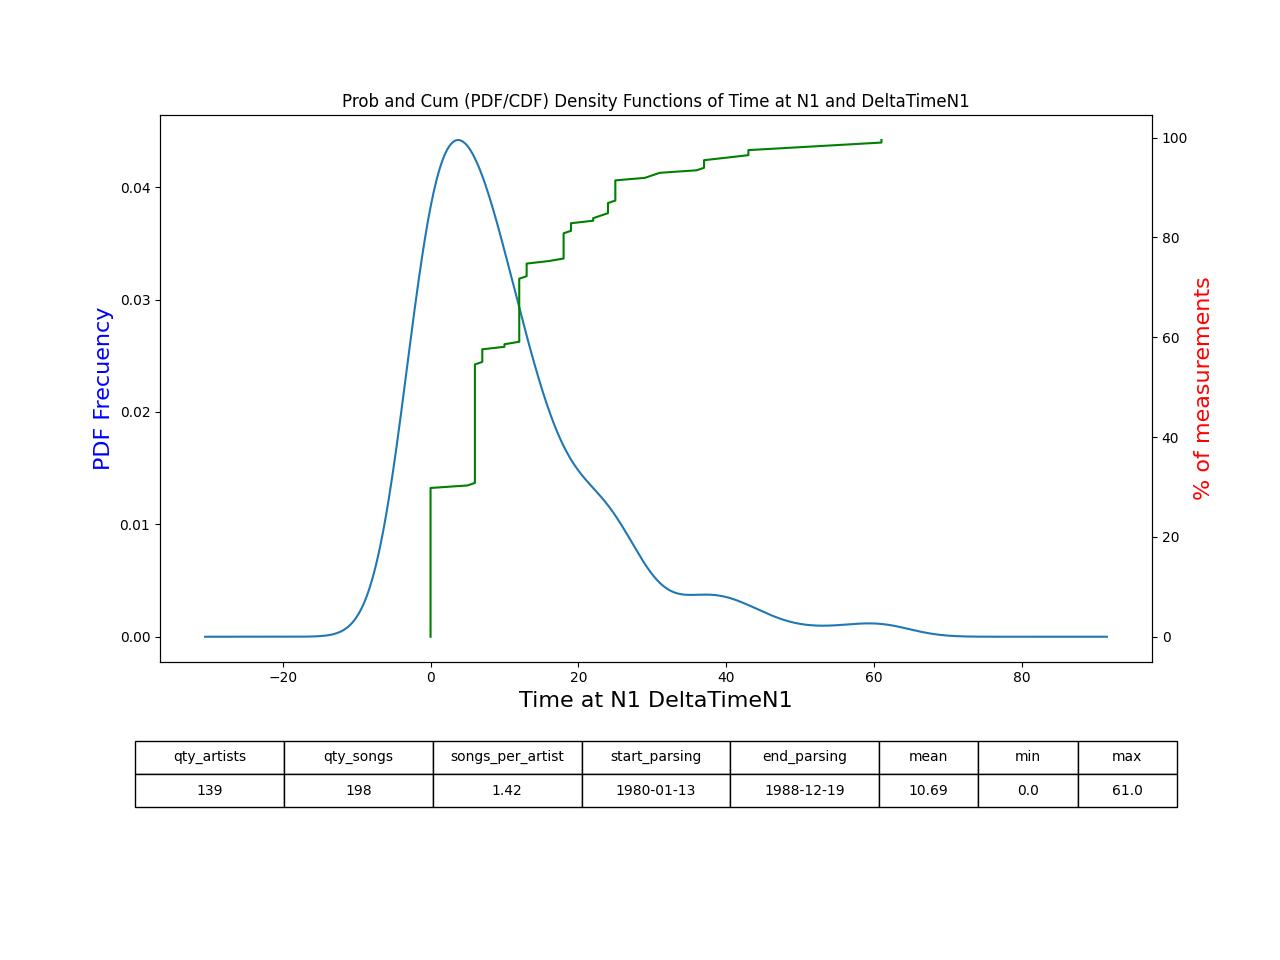 Prob and Cum (PDF/CDF) Density Functions of Time at N1 and DeltaTimeN1
PDF Frecuency
0.04
0.03
0.02
0.01
0.00
100
80
60
40
20
0
% of measurements
−20 0 20 40 60 80
Time at N1 DeltaTimeN1
qty_artists qty_songs songs_per_artist start_parsing end_parsing mean min max
139 198 1.42 1980-01-13 1988-12-19 10.69 0.0 61.0